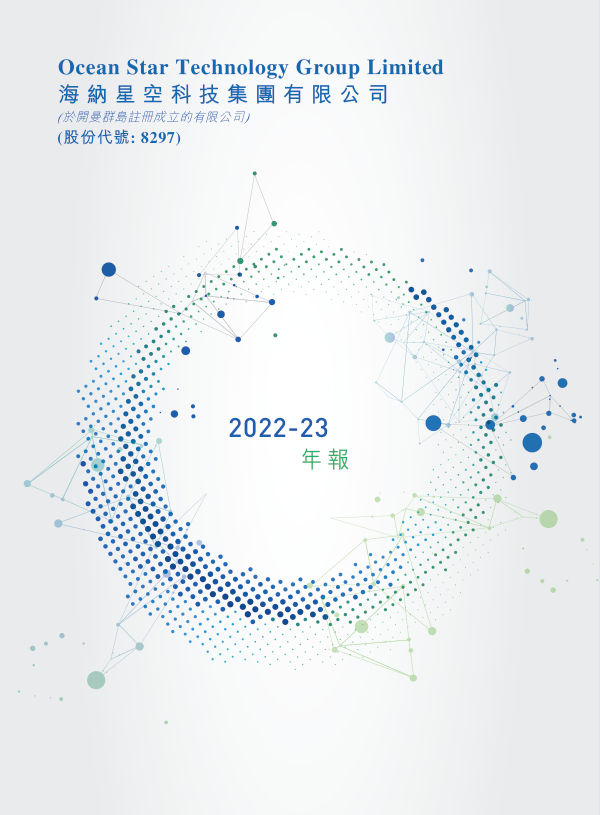 Ocean Star Technology Group Limited
海納星空科技集團有限公司
(於開曼群島註冊成立的有限公司)
(股份代號: 8297)
2022-23
年報